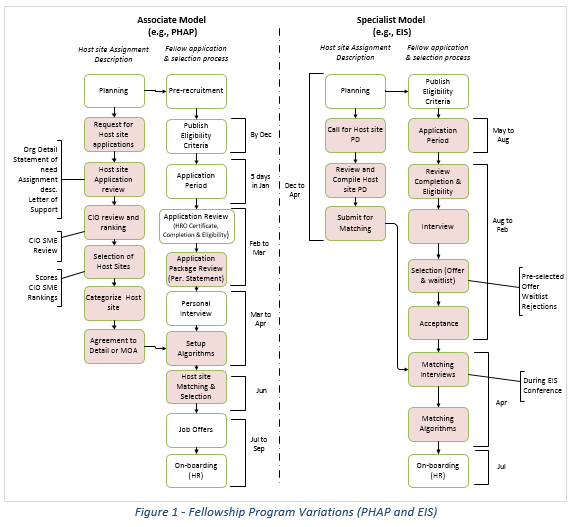 Associate Model
(e.g., PHAP)
Host site Assignment
Description
Fellow application
& selection process
Planning
Pre-recruitment
Request for
Host site
applications
Publish
Eligibility
Criteria
By Dec
Org Detail
Statement of
need
Assignment
desc.
Letter of
Support
Host site
Application
review
Application
Period
5 days
in Jan
CIO SME
Review
CIO review and
ranking
Application Review
(HRO Certificate,
Completion & Eligibility)
Feb to
Mar
Scores
CIO SME
Rankings
Selection of
Host Sites
Application
Package Review
(Per. Statement)
Categorize Host
site
Personal
Interview
Mar to
Apr
Agreement to
Detail or MOA
Setup
Algorithms
Host site
Matching &
Selection
Jun
Job Offers
Jul to
Sep
On-boarding
(HR)
Specialist Model
(e.g., EIS)
Host site Assignment
Description
Fellow application
& selection process
Planning
Publish
Eligibility
Criteria
Call for Host site
PD
Application
Period
May to
Aug
Dec to
Apr
Review and
Compile Host
site PD
Review
Completion &
Eligibility
Submit for
Matching
Interview
Aug to
Feb
Selection (Offer
& waitlist)
Pre-selected
Offer
Waitlist
Rejections
Acceptance
Matching
Interviews
During EIS
Conference
Apr
Matching
Algorithms
On-boarding
(HR)
Jul
Figure 1 - Fellowship Program Variations (PHAP and EIS)